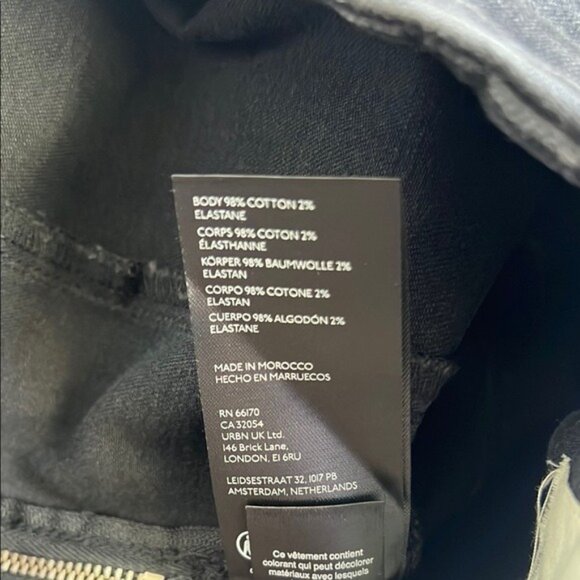 BODY 98% COTTON 2%
ELASTANE
CORPS 98% COTON 2%
ÉLASTHANNE
KÖRPER 98% BAUMWOLLE 2%
ELASTAN
CORPO 98% COTONE 2%
ELASTAN
CUERPO 98% ALGODÓN 2%
ELASTANE
MADE IN MOROCCO
HECHO EN MARRUECOS
RN 66170
CA 32054
URBN UK Ltd.
146 Brick Lane,
LONDON, E1 6RU
LEIDSESTRAAT 32, 1017 PB
AMSTERDAM, NETHERLANDS
Ce vêtement contient
colorant qui peut décolorer
matériaux avec lesquels